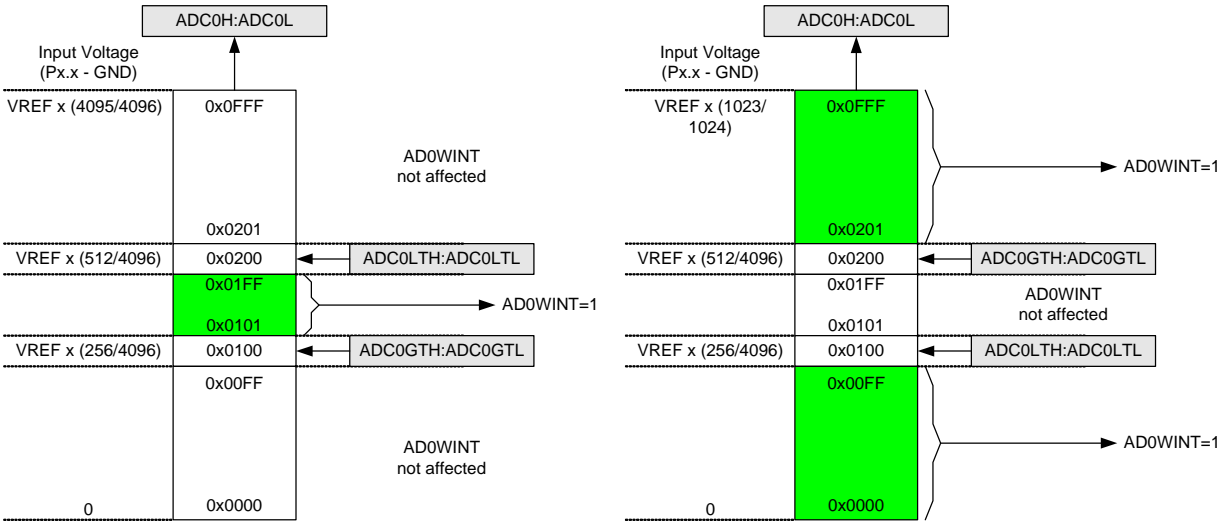 ADC0H:ADC0L
Input Voltage
(Px.x - GND)
VREF x (4095/4096)
0x0FFF
AD0WINT
not affected
0x0201
VREF x (512/4096)
0x0200
ADC0LTH:ADC0LTL
0x01FF
AD0WINT=1
0x0101
VREF x (256/4096)
0x0100
ADC0GTH:ADC0GTL
0x00FF
AD0WINT
not affected
0
0x0000
ADC0H:ADC0L
Input Voltage
(Px.x - GND)
VREF x (1023/
1024)
0x0FFF
AD0WINT=1
0x0201
VREF x (512/4096)
0x0200
ADC0GTH:ADC0GTL
0x01FF
AD0WINT
not affected
0x0101
VREF x (256/4096)
0x0100
ADC0LTH:ADC0LTL
0x00FF
AD0WINT=1
0
0x0000